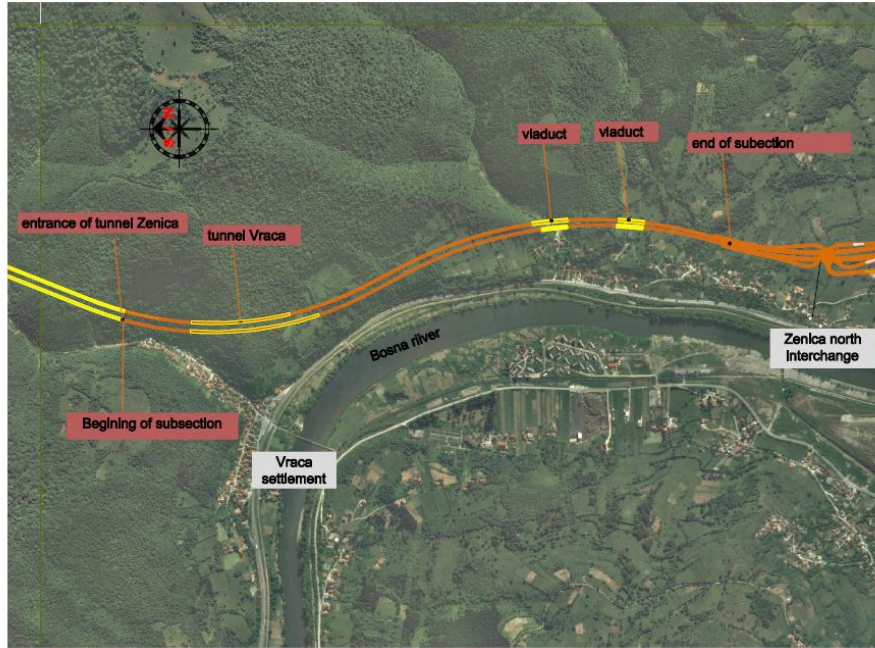 viaduct
viaduct
end of subection
entrance of tunnel Zenica
tunnel Vraca
Bosna riiver
Zenica north
interchange
Begining of subsection
Vraca
settlement